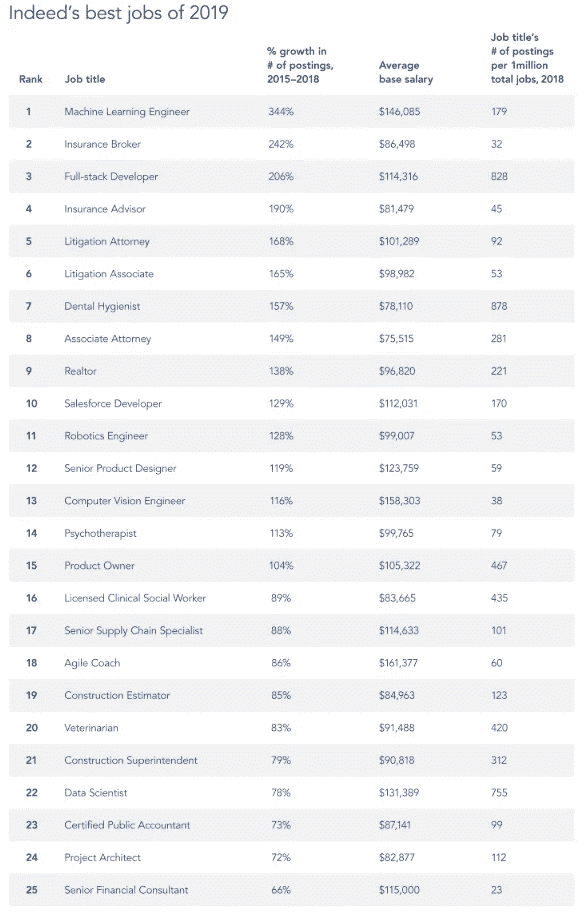 Indeed's best jobs of 2019
Rank Job title % growth in # of postings, 2015–2018 Average base salary Job title's # of postings per 1million total jobs, 2018
1 Machine Learning Engineer 344% $146,085 179
2 Insurance Broker 242% $86,498 32
3 Full-stack Developer 206% $114,316 828
4 Insurance Advisor 190% $81,479 45
5 Litigation Attorney 168% $101,289 92
6 Litigation Associate 165% $98,982 53
7 Dental Hygienist 157% $78,110 878
8 Associate Attorney 149% $75,515 281
9 Realtor 138% $96,820 221
10 Salesforce Developer 129% $112,031 170
11 Robotics Engineer 128% $99,007 53
12 Senior Product Designer 119% $123,759 59
13 Computer Vision Engineer 116% $158,303 38
14 Psychotherapist 113% $99,765 79
15 Product Owner 104% $105,322 467
16 Licensed Clinical Social Worker 89% $83,665 435
17 Senior Supply Chain Specialist 88% $114,633 101
18 Agile Coach 86% $161,377 60
19 Construction Estimator 85% $84,963 123
20 Veterinarian 83% $91,488 420
21 Construction Superintendent 79% $90,818 312
22 Data Scientist 78% $131,389 755
23 Certified Public Accountant 73% $87,141 99
24 Project Architect 72% $82,877 112
25 Senior Financial Consultant 66% $115,000 23